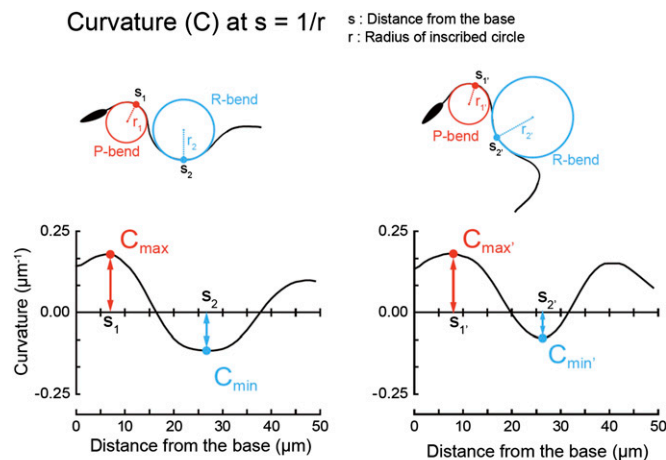 Curvature (C) at s = 1/r
s : Distance from the base
r : Radius of inscribed circle
s1
R-bend
r1
r2
P-bend
s2
s1'
r1'
r2'
P-bend
s2'
R-bend
Curvature (µm-1)
0.25
0.00
-0.25
Cmax
s1
s2
Cmin
0 10 20 30 40 50
Distance from the base (µm)
0.25
0.00
-0.25
Cmax'
s1'
s2'
Cmin'
0 10 20 30 40 50
Distance from the base (µm)